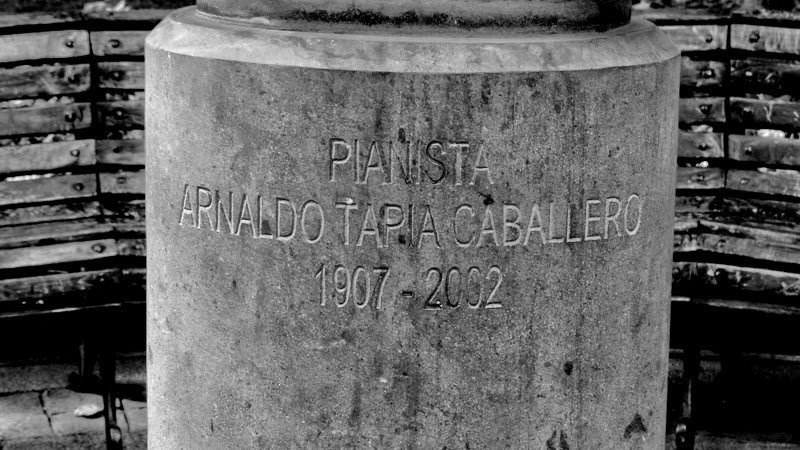 PIANISTA
ARNALDO TAPIA CABALLERO
1907 - 2002